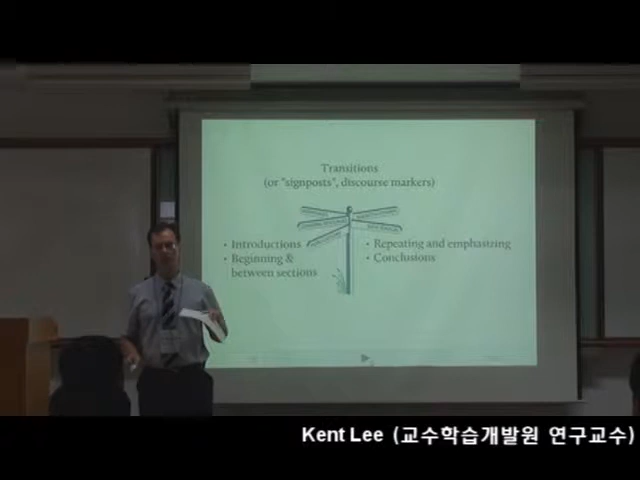 Transitions
(or "signposts", discourse markers)
• Introductions
• Beginning &
between sections
• Repeating and emphasizing
• Conclusions
Kent Lee (교수학습개발원 연구교수)